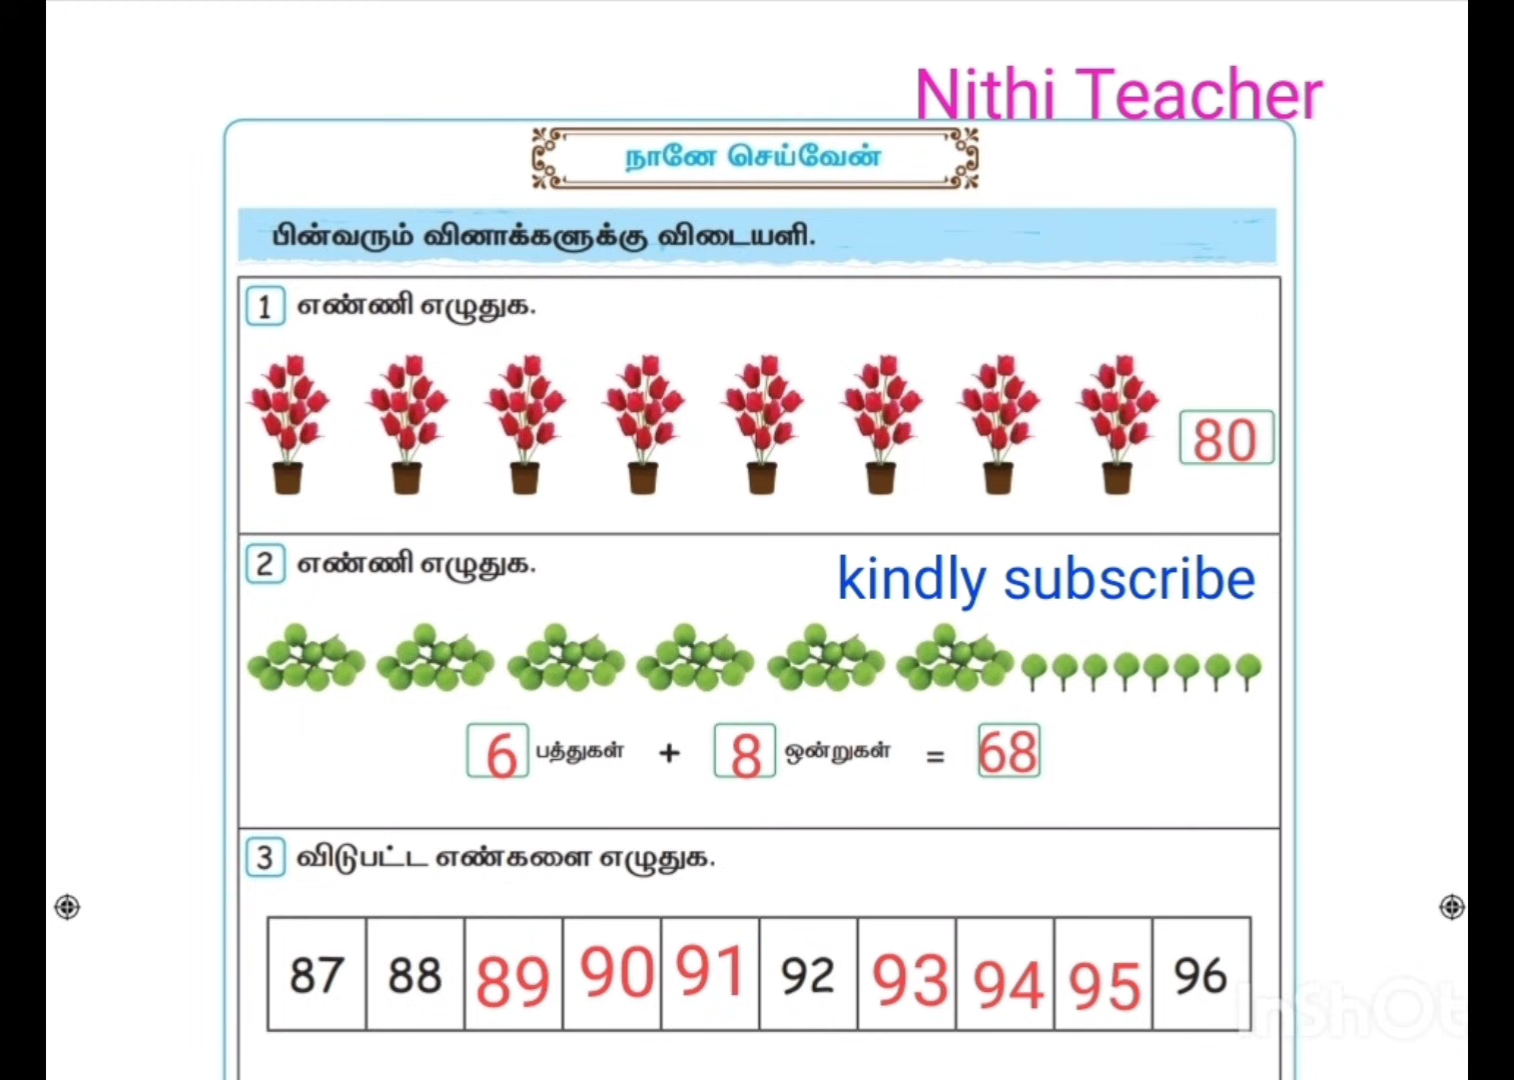 Nithi Teacher
நானே செய்வேன்
பின்வரும் வினாக்களுக்கு விடையளி.
1 எண்ணி எழுதுக.
80
2 எண்ணி எழுதுக.
kindly subscribe
6 பத்துகள் + 8 ஒன்றுகள் = 68
3 விடுபட்ட எண்களை எழுதுக.
87 88 89 90 91 92 93 94 95 96
InShOt